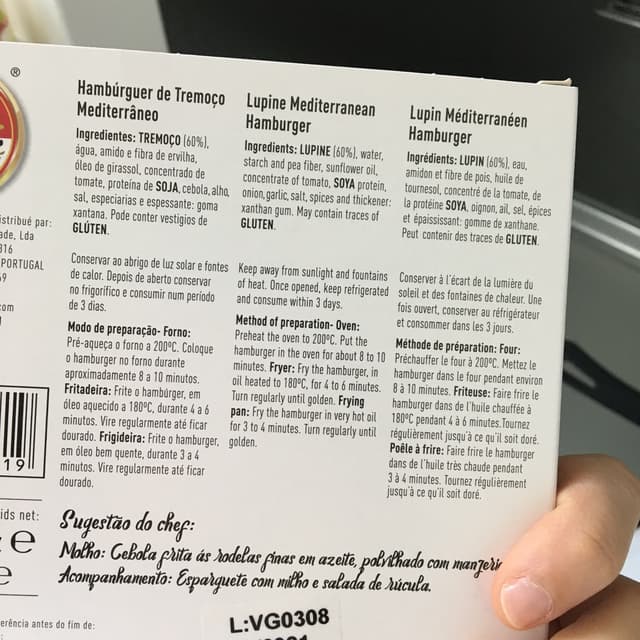 ®
Hambúrguer de Tremoço
Mediterrâneo
Ingredientes: TREMOÇO (60%),
água, amido e fibra de ervilha,
óleo de girassol, concentrado de
tomate, proteína de SOJA, cebola, alho,
sal, especiarias e espessante: goma
xantana. Pode conter vestígios de
GLÚTEN.
Conservar ao abrigo de luz solar e fontes
de calor. Depois de aberto conservar
no frigorífico e consumir num período
de 3 dias.
Modo de preparação- Forno:
Pré-aqueça o forno a 200ºC. Coloque
o hamburger no forno durante
aproximadamente 8 a 10 minutos.
Fritadeira: Frite o hambúrger, em
óleo aquecido a 180ºC, durante 4 a 6
minutos. Vire regularmente até ficar
dourado. Frigideira: Frite o hamburger,
em óleo bem quente, durante 3 a 4
minutos. Vire regularmente até ficar
dourado.
Lupine Mediterranean
Hamburger
Ingredients: LUPINE (60%), water,
starch and pea fiber, sunflower oil,
concentrate of tomato, SOYA protein,
onion, garlic, salt, spices and thickener:
xanthan gum. May contain traces of
GLUTEN.
Keep away from sunlight and fountains
of heat. Once opened, keep refrigerated
and consume within 3 days.
Method of preparation- Oven:
Preheat the oven to 200ºC. Put the
hamburger in the oven for about 8 to 10
minutes. Fryer: Fry the hamburger, in
oil heated to 180ºC, for 4 to 6 minutes.
Turn regularly until golden. Frying
pan: Fry the hamburger in very hot oil
for 3 to 4 minutes. Turn regularly until
golden.
Lupin Méditerranéen
Hamburger
Ingrédients: LUPIN (60%), eau,
amidon et fibre de pois, huile de
tournesol, concentré de tomate, de
la protéine SOYA, oignon, ail, sel, épices
et épaississant: gomme de xanthane.
Peut contenir des traces de GLUTEN.
Conserver à l'écart de la lumière du
soleil et des fontaines de chaleur. Une
fois ouvert, conserver au réfrigérateur
et consommer dans les 3 jours.
Méthode de préparation: Four:
Préchauffer le four à 200ºC. Mettez le
hamburger dans le four pendant environ
8 à 10 minutes. Friteuse: Faire frire le
hamburger dans de l'huile chauffée à
180ºC pendant 4 à 6 minutes.Tournez
régulièrement jusqu'à ce qu'il soit doré.
Poêle à frire: Faire frire le hamburger
dans de l'huile très chaude pendant
3 à 4 minutes. Tournez régulièrement
jusqu'à ce qu'il soit doré.
por:
Lda
PORTUGAL
19
net:
e
e
Sugestão do chef:
Molho: Cebola frita ás rodelas finas em azeite, polvilhado com
Acompanhamento: Esparguete com milho e salada de rúcula.
antes do fim de:
L:VG0308